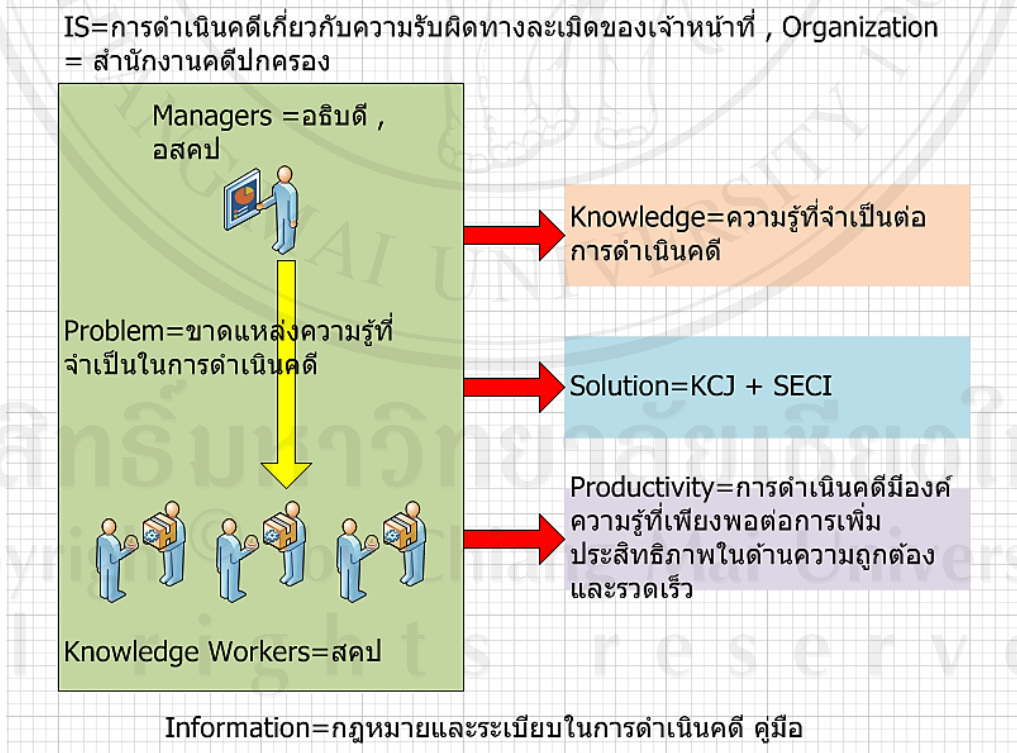 IS=การดำเนินคดีเกี่ยวกับความรับผิดทางละเมิดของเจ้าหน้าที่ , Organization
= สำนักงานคดีปกครอง
Managers =อธิบดี ,
อสคป
Knowledge=ความรู้ที่จำเป็นต่อ
การดำเนินคดี
Problem=ขาดแหล่งความรู้ที่
จำเป็นในการดำเนินคดี
Solution=KCJ + SECI
Productivity=การดำเนินคดีมีองค์
ความรู้ที่เพียงพอต่อการเพิ่ม
ประสิทธิภาพในด้านความถูกต้อง
และรวดเร็ว
Knowledge Workers=สคป
Information=กฎหมายและระเบียบในการดำเนินคดี คู่มือ